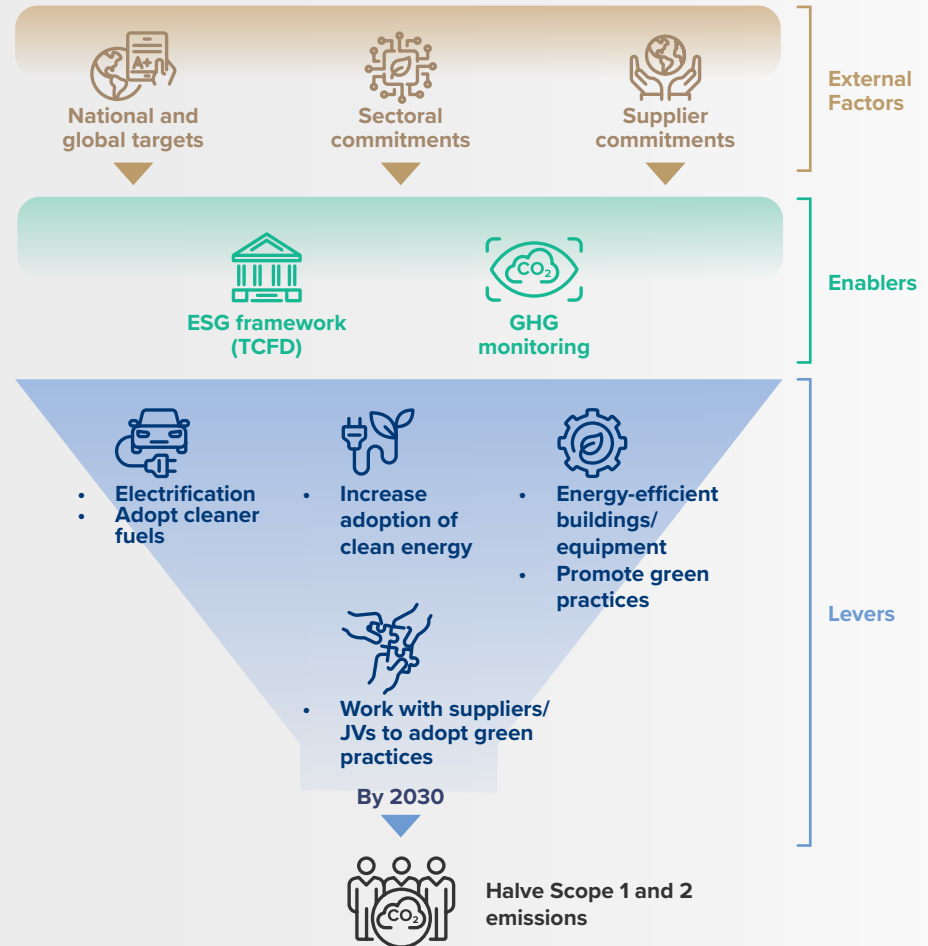 A+
National and
global targets
Sectoral
commitments
Supplier
commitments
External
Factors
ESG framework
(TCFD)
CO₂
GHG
monitoring
Enablers
• Electrification
• Adopt cleaner
fuels
• Increase
adoption of
clean energy
• Energy-efficient
buildings/
equipment
• Promote green
practices
• Work with suppliers/
JVs to adopt green
practices
Levers
By 2030
CO₂
Halve Scope 1 and 2
emissions